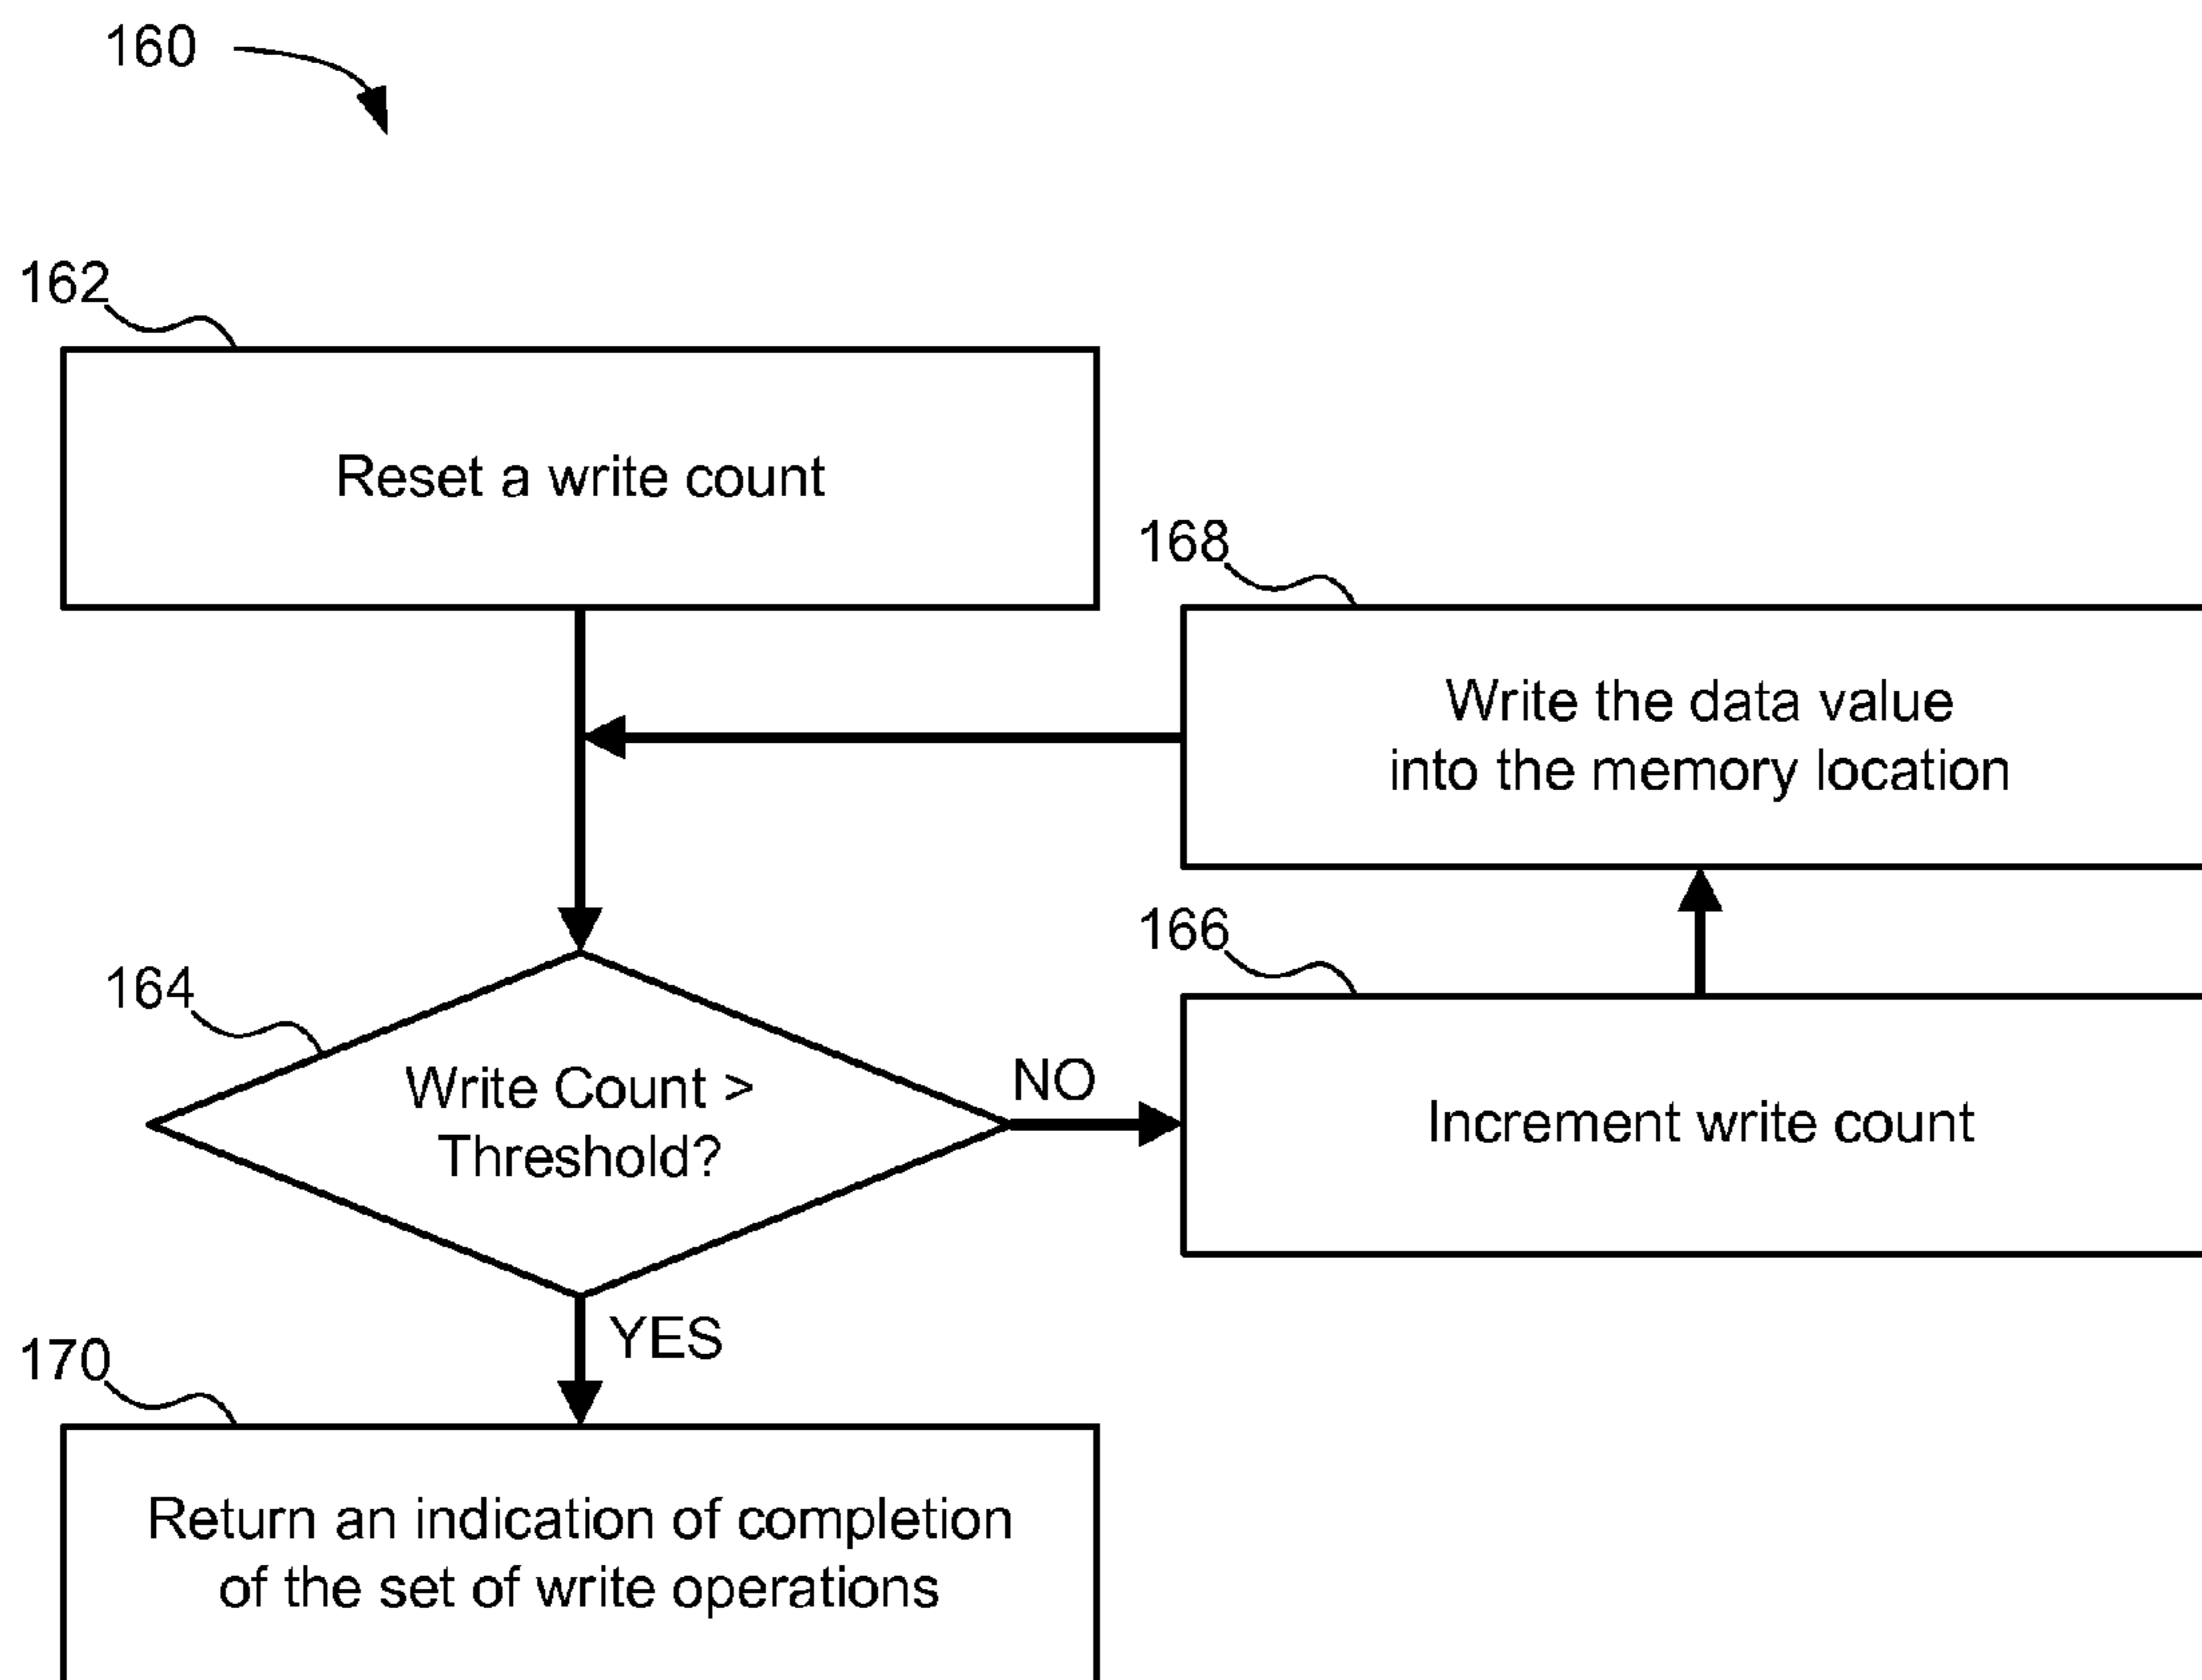 160
162
Reset a write count
168
Write the data value
into the memory location
164
Write Count >
Threshold?
NO
166
Increment write count
YES
170
Return an indication of completion
of the set of write operations